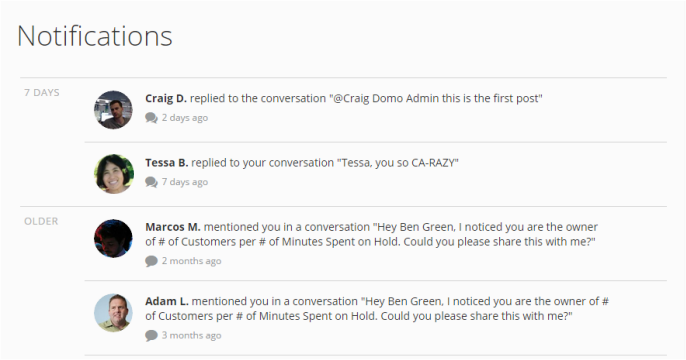 Notifications
7 DAYS
Craig D. replied to the conversation "@Craig Domo Admin this is the first post"
2 days ago
Tessa B. replied to your conversation "Tessa, you so CA-RAZY"
7 days ago
OLDER
Marcos M. mentioned you in a conversation "Hey Ben Green, I noticed you are the owner
of # of Customers per # of Minutes Spent on Hold. Could you please share this with me?"
2 months ago
Adam L. mentioned you in a conversation "Hey Ben Green, I noticed you are the owner of #
of Customers per # of Minutes Spent on Hold. Could you please share this with me?"
3 months ago